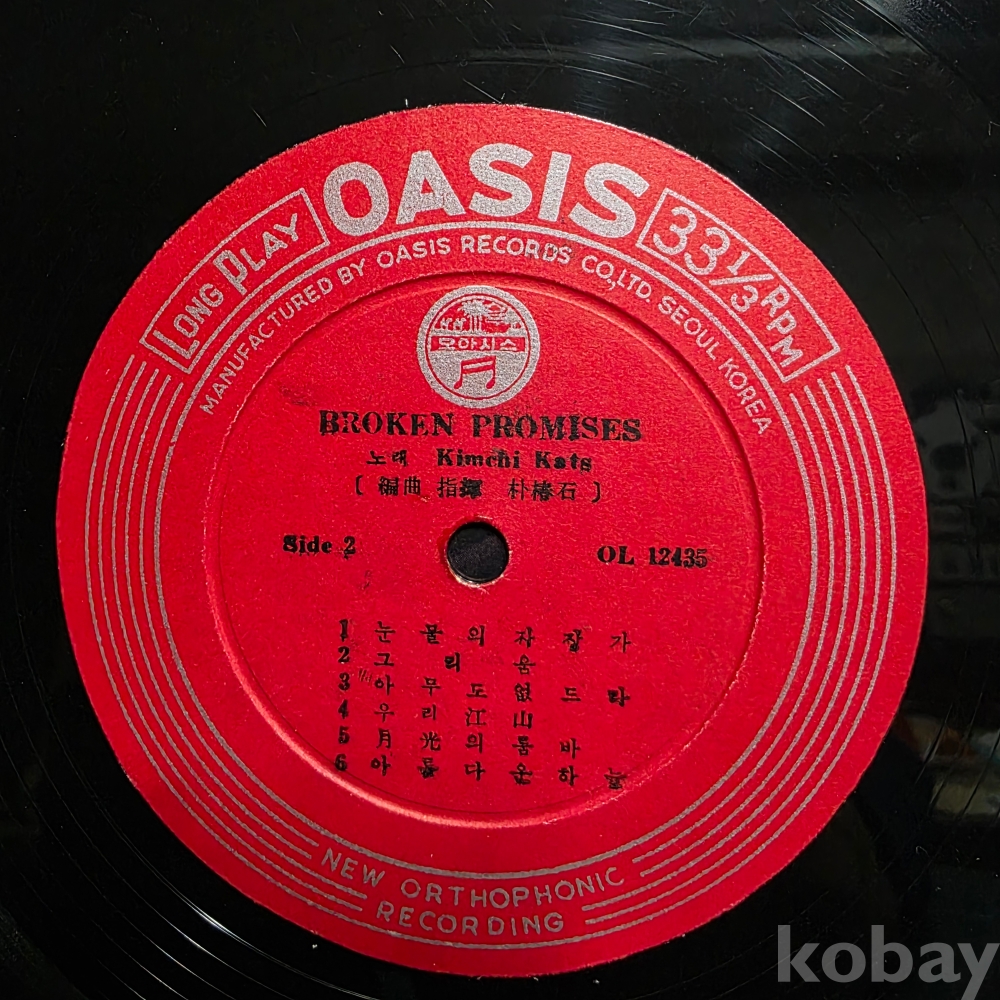 OASIS
LONG PLAY
33 1/3 RPM
MANUFACTURED BY OASIS RECORDS CO., LTD. SEOUL KOREA
오아시스
BROKEN PROMISES
노래 Kimchi Kats
[ 編曲 指揮 朴椿石 ]
Side 2
OL 12435
1 눈물의 자장가
2 그리움
3 아무도 없드라
4 우리 江山
5 月光의 룸바
6 아름다운 하늘
NEW ORTHOPHONIC
RECORDING
kobay